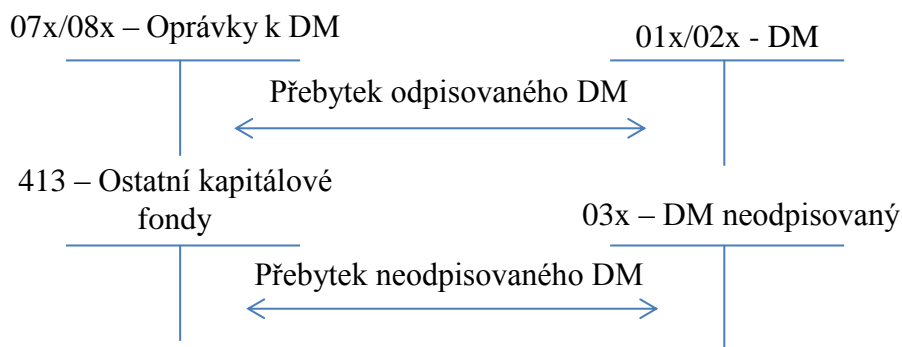 07x/08x – Oprávky k DM
01x/02x - DM
Přebytek odpisovaného DM
413 – Ostatní kapitálové
fondy
03x – DM neodpisovaný
Přebytek neodpisovaného DM